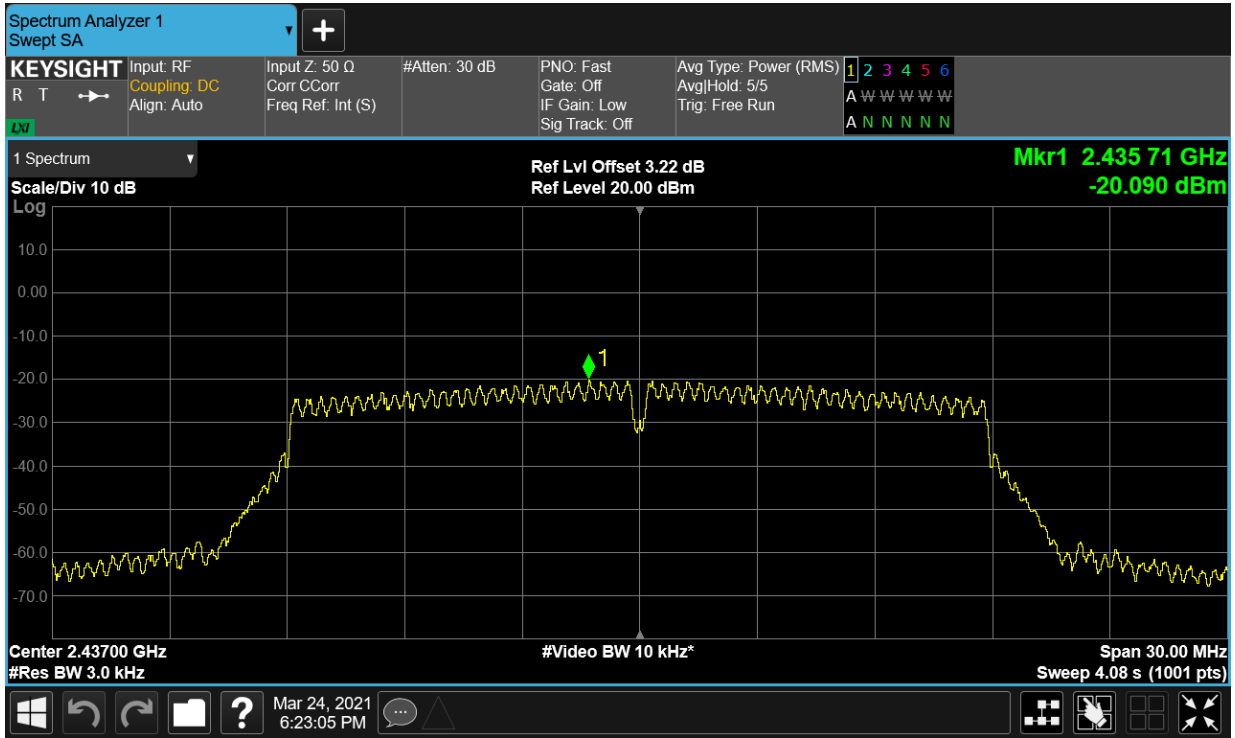 Spectrum Analyzer 1
Swept SA
KEYSIGHT
R T
LXI
Input: RF
Coupling: DC
Align: Auto
Input Z: 50 Ω
Corr CCorr
Freq Ref: Int (S)
#Atten: 30 dB
PNO: Fast
Gate: Off
IF Gain: Low
Sig Track: Off
Avg Type: Power (RMS)
Avg|Hold: 5/5
Trig: Free Run
1 2 3 4 5 6
A W W W W W
A N N N N N
1 Spectrum
Scale/Div 10 dB
Log
Ref Lvl Offset 3.22 dB
Ref Level 20.00 dBm
Mkr1 2.435 71 GHz
-20.090 dBm
10.0
0.00
-10.0
1
-20.0
-30.0
-40.0
-50.0
-60.0
-70.0
Center 2.43700 GHz
#Res BW 3.0 kHz
#Video BW 10 kHz*
Span 30.00 MHz
Sweep 4.08 s (1001 pts)
?
Mar 24, 2021
6:23:05 PM